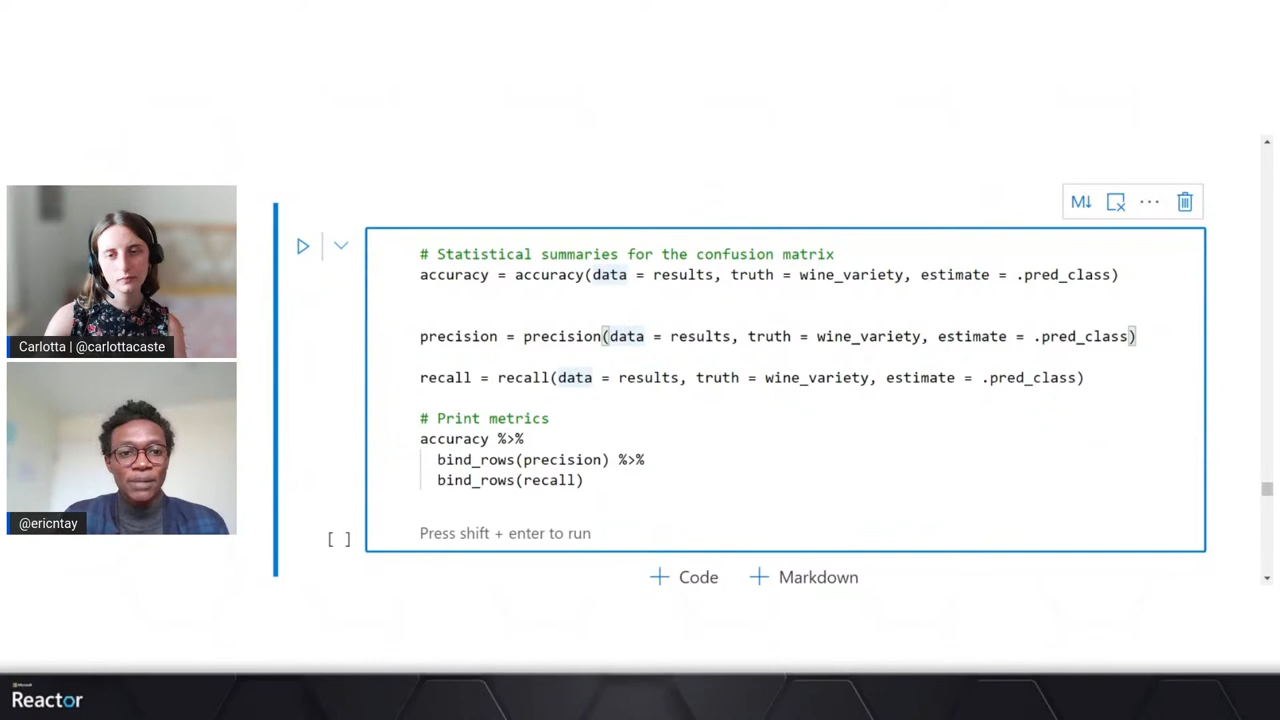 M↓
# Statistical summaries for the confusion matrix
accuracy = accuracy(data = results, truth = wine_variety, estimate = .pred_class)
precision = precision(data = results, truth = wine_variety, estimate = .pred_class)
recall = recall(data = results, truth = wine_variety, estimate = .pred_class)
# Print metrics
accuracy %>%
bind_rows(precision) %>%
bind_rows(recall)
Press shift + enter to run
[ ]
+ Code + Markdown
Carlotta | @carlottacaste
@ericntay
Microsoft
Reactor